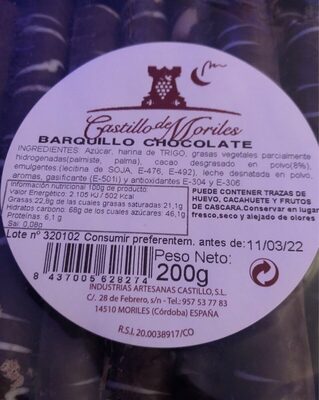 Castillo de Moriles
BARQUILLO CHOCOLATE
INGREDIENTES: Azúcar, harina de TRIGO, grasas vegetales parcialmente
hidrogenadas(palmiste, palma), cacao desgrasado en polvo(8%),
emulgentes:(lecitina de SOJA, E-476, E-492), leche desnatada en polvo,
aromas, gasificante (E-501i) y antioxidantes E-304 y E-306.
Información nutricional 100g de producto:
Valor Energético: 2.105 KJ / 502 kcal
Grasas 22,8g de las cuales grasas saturadas 21,1g
Hidratos carbono: 68g de los cuales azúcares: 46,1g
Proteínas: 6,1 g
Sal: 0,08g
PUEDE CONTENER TRAZAS DE
HUEVO, CACAHUETE Y FRUTOS
DE CASCARA. Conservar en lugar
fresco,seco y alejado de olores
Lote nº 320102 Consumir preferentem. antes de: 11/03/22
Peso Neto:
200g
8 437005 628274
INDUSTRIAS ARTESANAS CASTILLO, S.L.
C/. 28 de Febrero, s/n - Tel.: 957 53 77 83
14510 MORILES (Córdoba) ESPAÑA
R.S.I. 20.0038917/CO